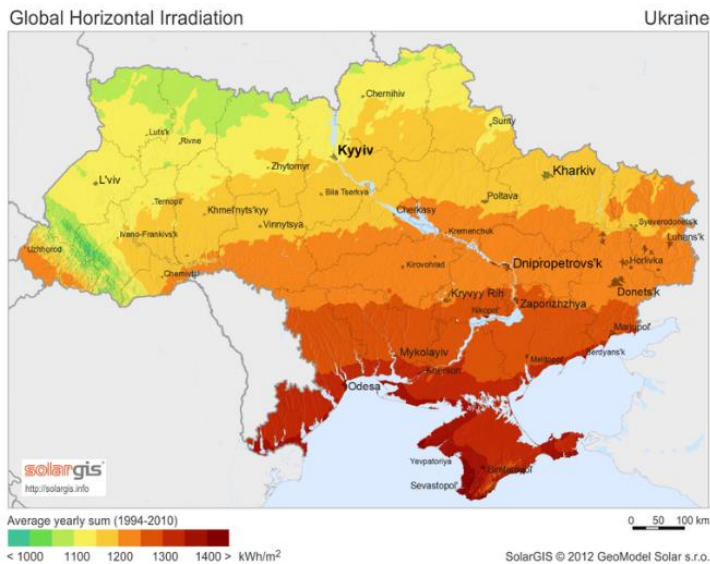 Global Horizontal Irradiation
Ukraine
Chernihiv
Sumy
Luts'k
Rivne
Kyyiv
Zhytomyr
Kharkiv
L'viv
Bila Tserkva
Poltava
Ternopil'
Khmel'nyts'kyy
Cherkasy
Syeverodonets'k
Ivano-Frankivs'k
Vinnytsya
Kremenchuk
Luhans'k
Uzhhorod
Chernivtsi
Kirovohrad
Dnipropetrovs'k
Horlivka
Donets'k
Kryvyy Rih
Zaporizhzhya
Nikopol'
Mariupol'
Mykolayiv
Melitopol'
Berdyans'k
Kherson
Odesa
Yevpatoriya
Simferopol'
Sevastopol'
solargis
http://solargis.info
Average yearly sum (1994-2010)
0 50 100 km
< 1000 1100 1200 1300 1400 > kWh/m²
SolarGIS © 2012 GeoModel Solar s.r.o.